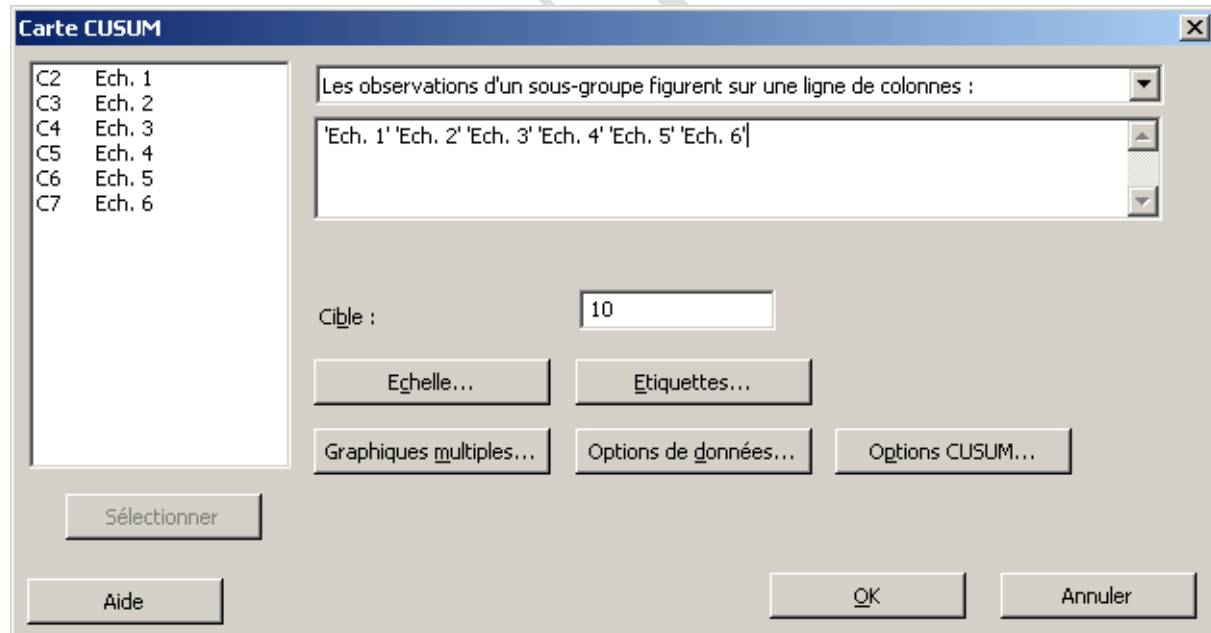 Carte CUSUM
C2 Ech. 1
C3 Ech. 2
C4 Ech. 3
C5 Ech. 4
C6 Ech. 5
C7 Ech. 6
Les observations d'un sous-groupe figurent sur une ligne de colonnes :
'Ech. 1' 'Ech. 2' 'Ech. 3' 'Ech. 4' 'Ech. 5' 'Ech. 6'
Cible : 10
Echelle... Etiquettes...
Graphiques multiples... Options de données... Options CUSUM...
Sélectionner
Aide OK Annuler